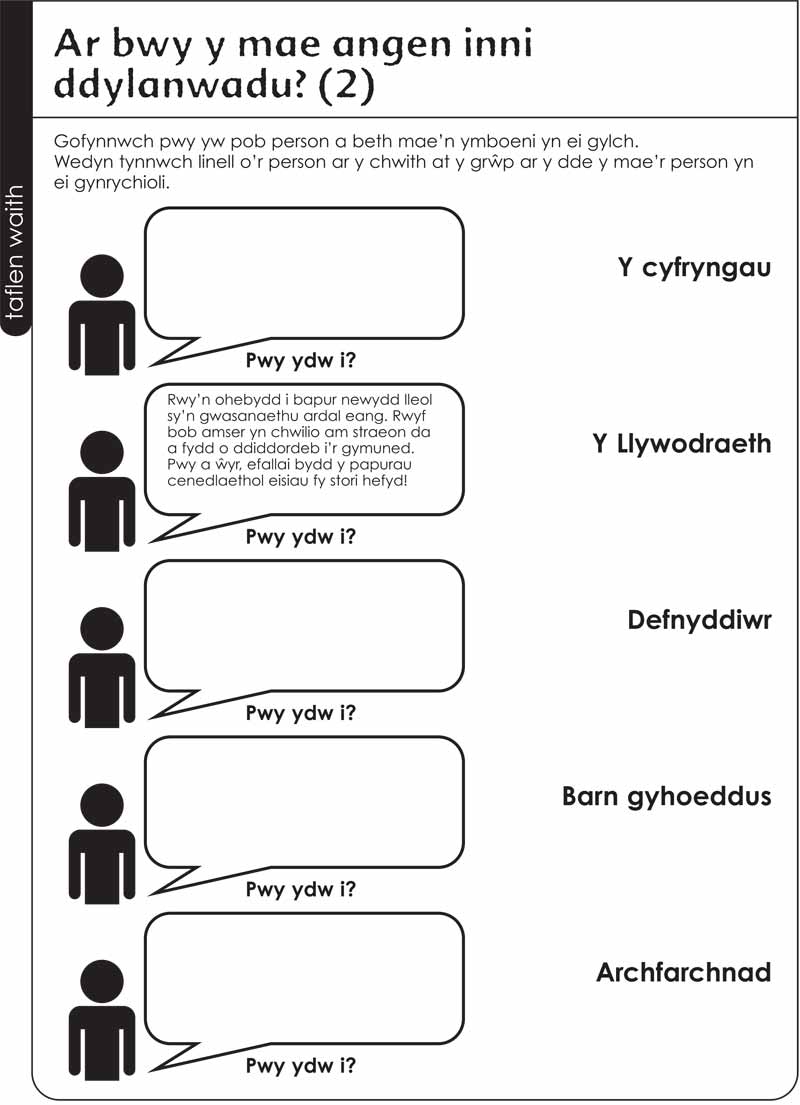 Ar bwy y mae angen inni
ddylanwadu? (2)
Gofynnwch pwy yw pob person a beth mae'n ymboeni yn ei gylch.
Wedyn tynnwch linell o'r person ar y chwith at y grŵp ar y dde y mae'r person yn
ei gynrychioli.
taflen waith
Y cyfryngau
Pwy ydw i?
Rwy'n ohebydd i bapur newydd lleol
sy'n gwasanaethu ardal eang. Rwyf
bob amser yn chwilio am straeon da
a fydd o ddiddordeb i'r gymuned.
Pwy a ŵyr, efallai bydd y papurau
cenedlaethol eisiau fy stori hefyd!
Y Llywodraeth
Pwy ydw i?
Defnyddiwr
Pwy ydw i?
Barn gyhoeddus
Pwy ydw i?
Archfarchnad
Pwy ydw i?